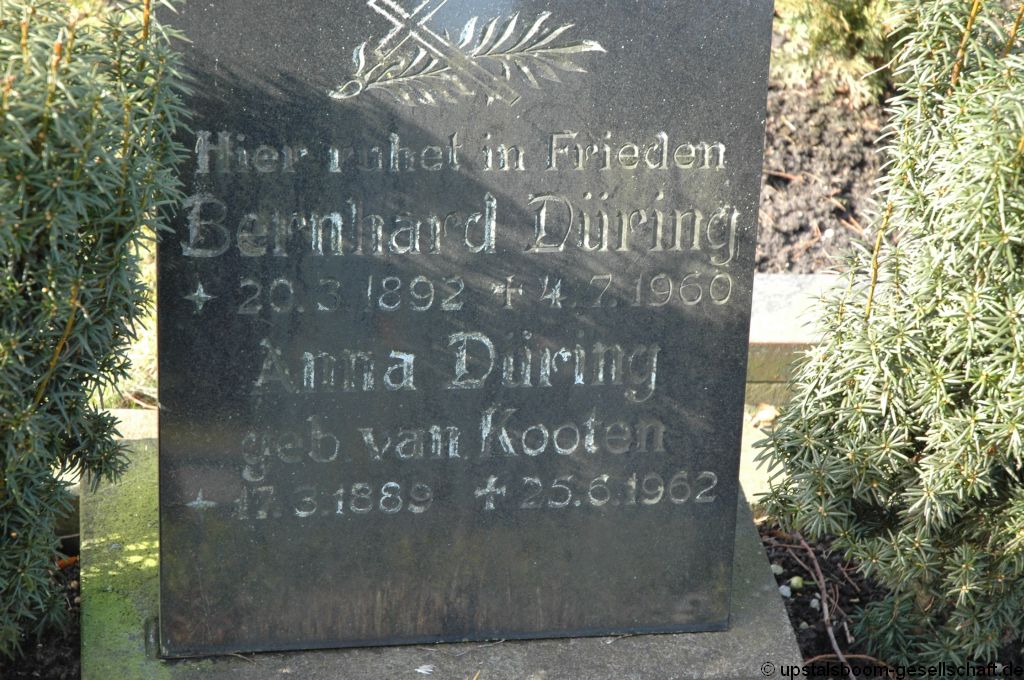 Hier ruhet in Frieden
Bernhard Düring
* 20.3.1892 † 4.7.1960
Anna Düring
geb van Kooten
* 17.3.1889 † 25.6.1962
© upstalsboom-gesellschaft.de